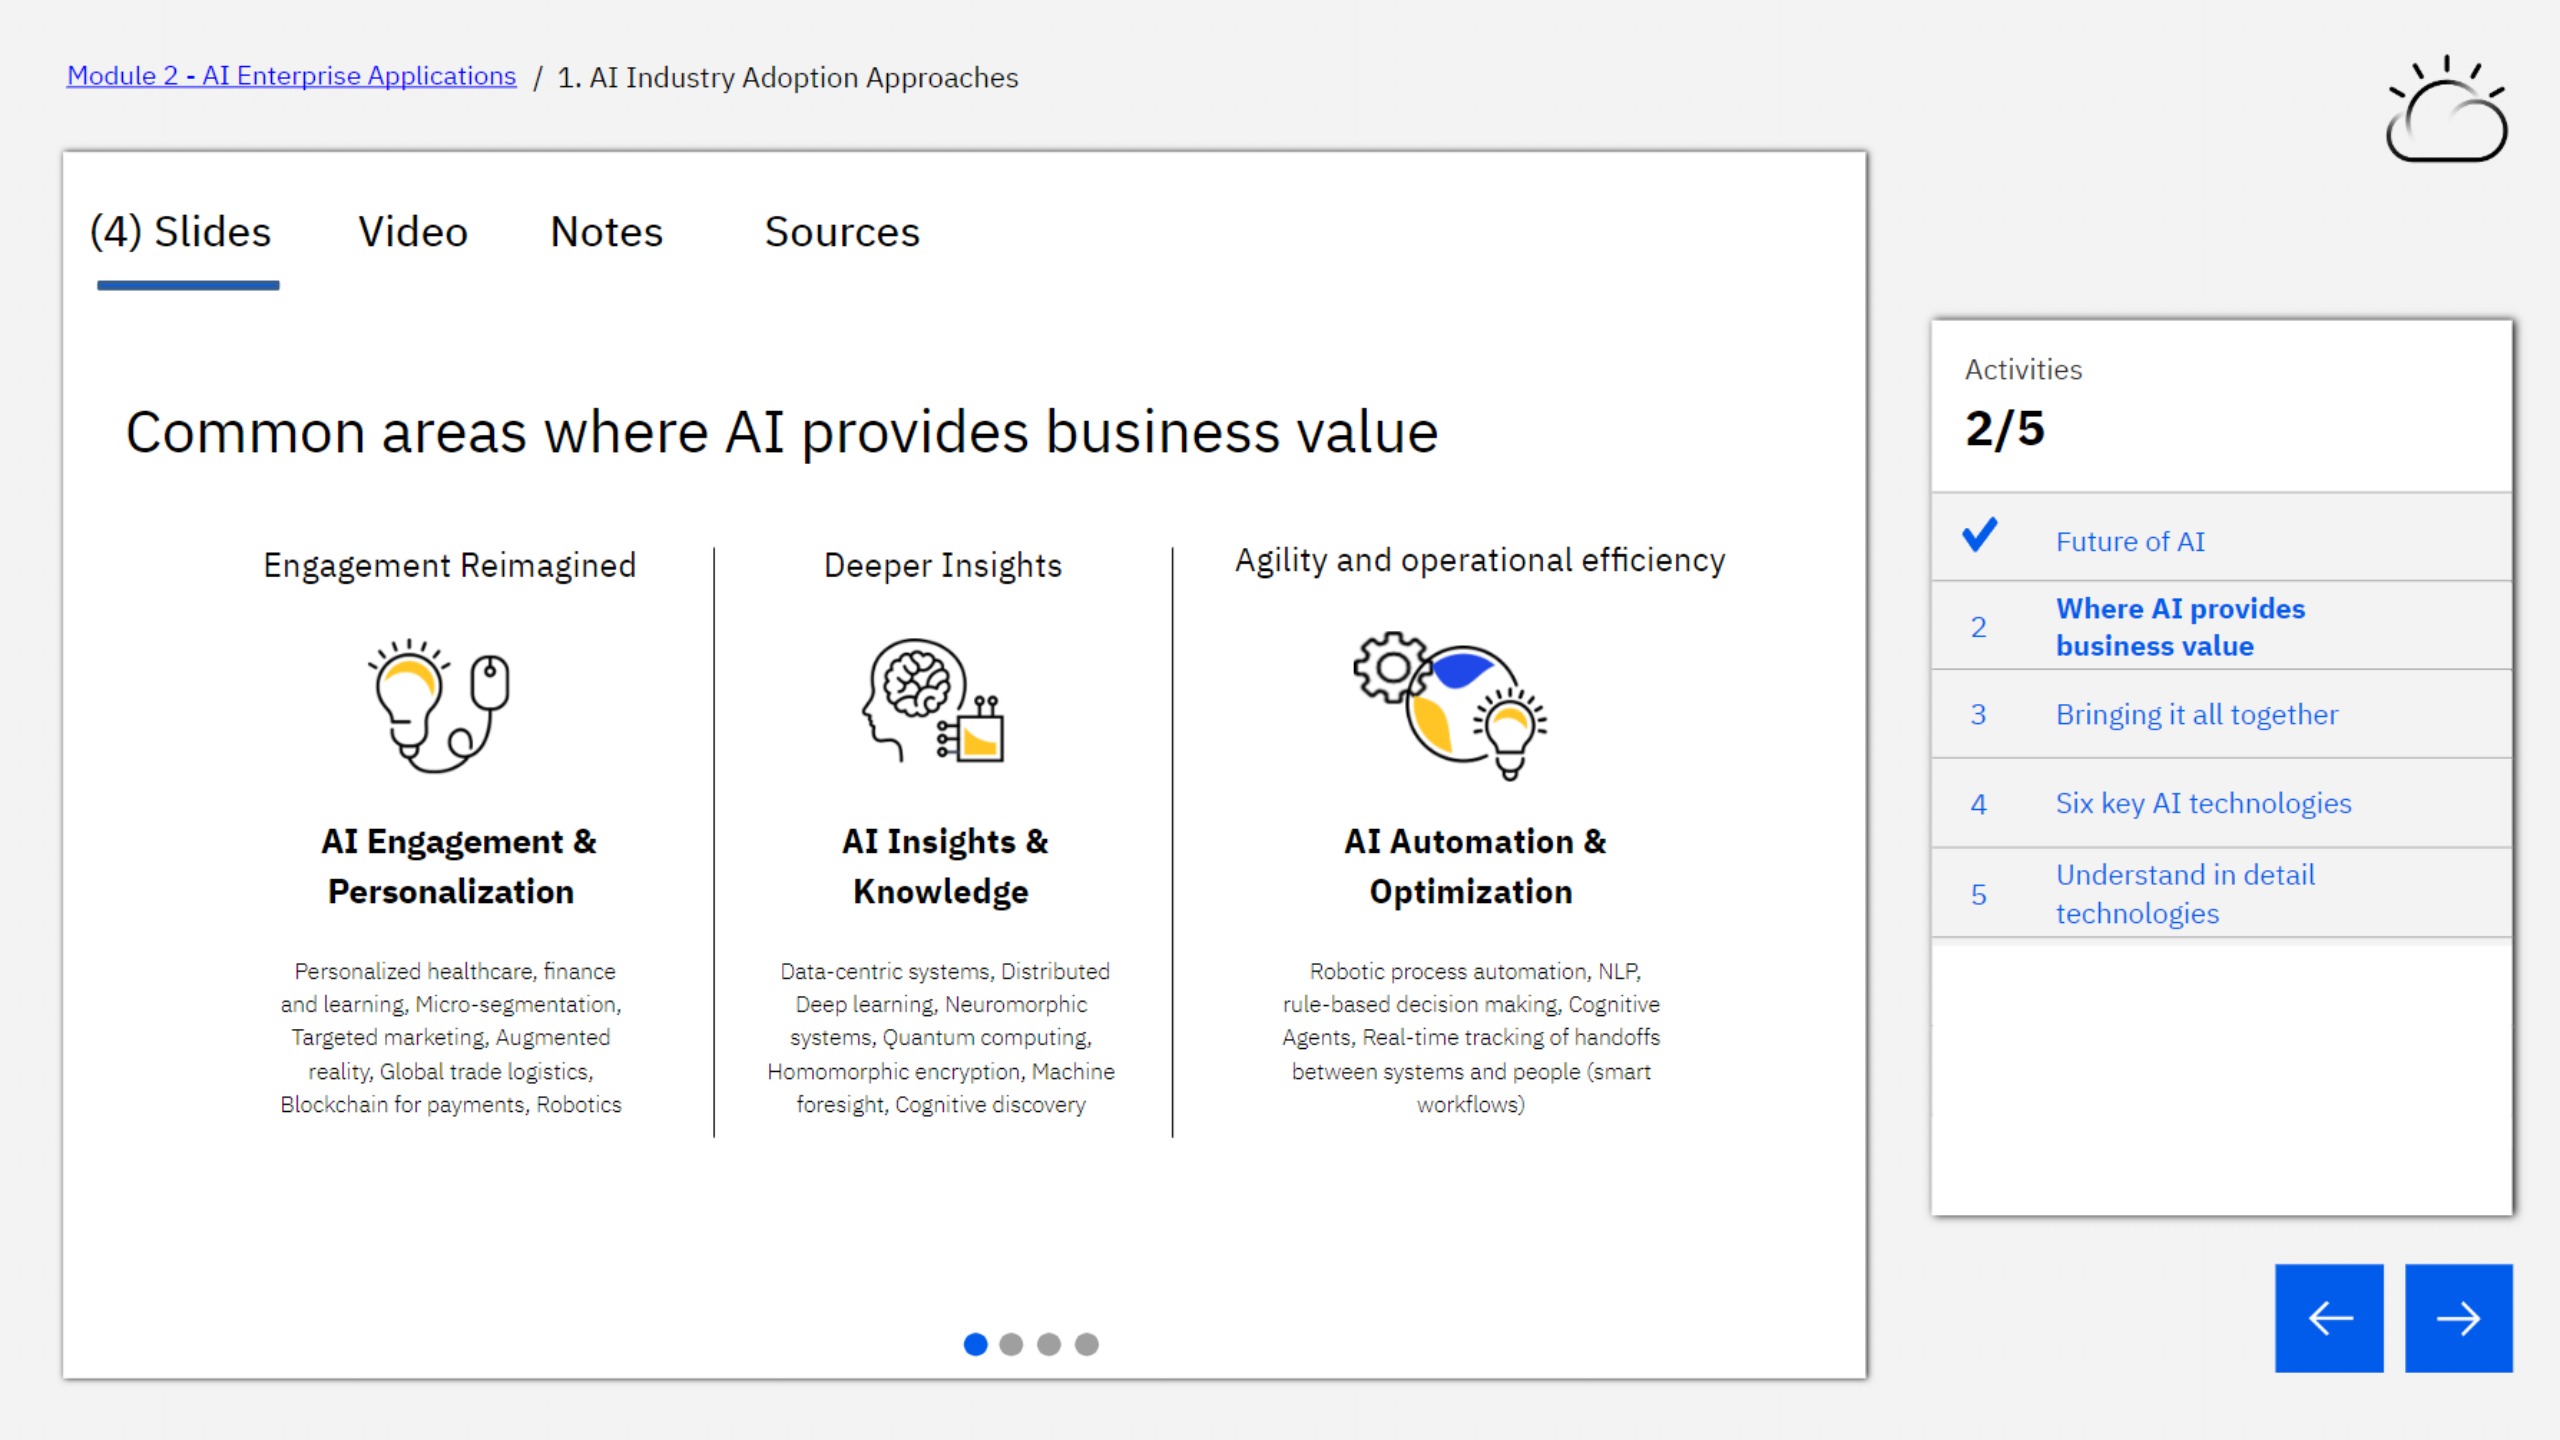 Module 2 - AI Enterprise Applications / 1. AI Industry Adoption Approaches
(4) Slides Video Notes Sources
Common areas where AI provides business value
Engagement Reimagined
AI Engagement &
Personalization
Personalized healthcare, finance
and learning, Micro-segmentation,
Targeted marketing, Augmented
reality, Global trade logistics,
Blockchain for payments, Robotics
Deeper Insights
AI Insights &
Knowledge
Data-centric systems, Distributed
Deep learning, Neuromorphic
systems, Quantum computing,
Homomorphic encryption, Machine
foresight, Cognitive discovery
Agility and operational efficiency
AI Automation &
Optimization
Robotic process automation, NLP,
rule-based decision making, Cognitive
Agents, Real-time tracking of handoffs
between systems and people (smart
workflows)
Activities
2/5
Future of AI
2 Where AI provides
business value
3 Bringing it all together
4 Six key AI technologies
5 Understand in detail
technologies